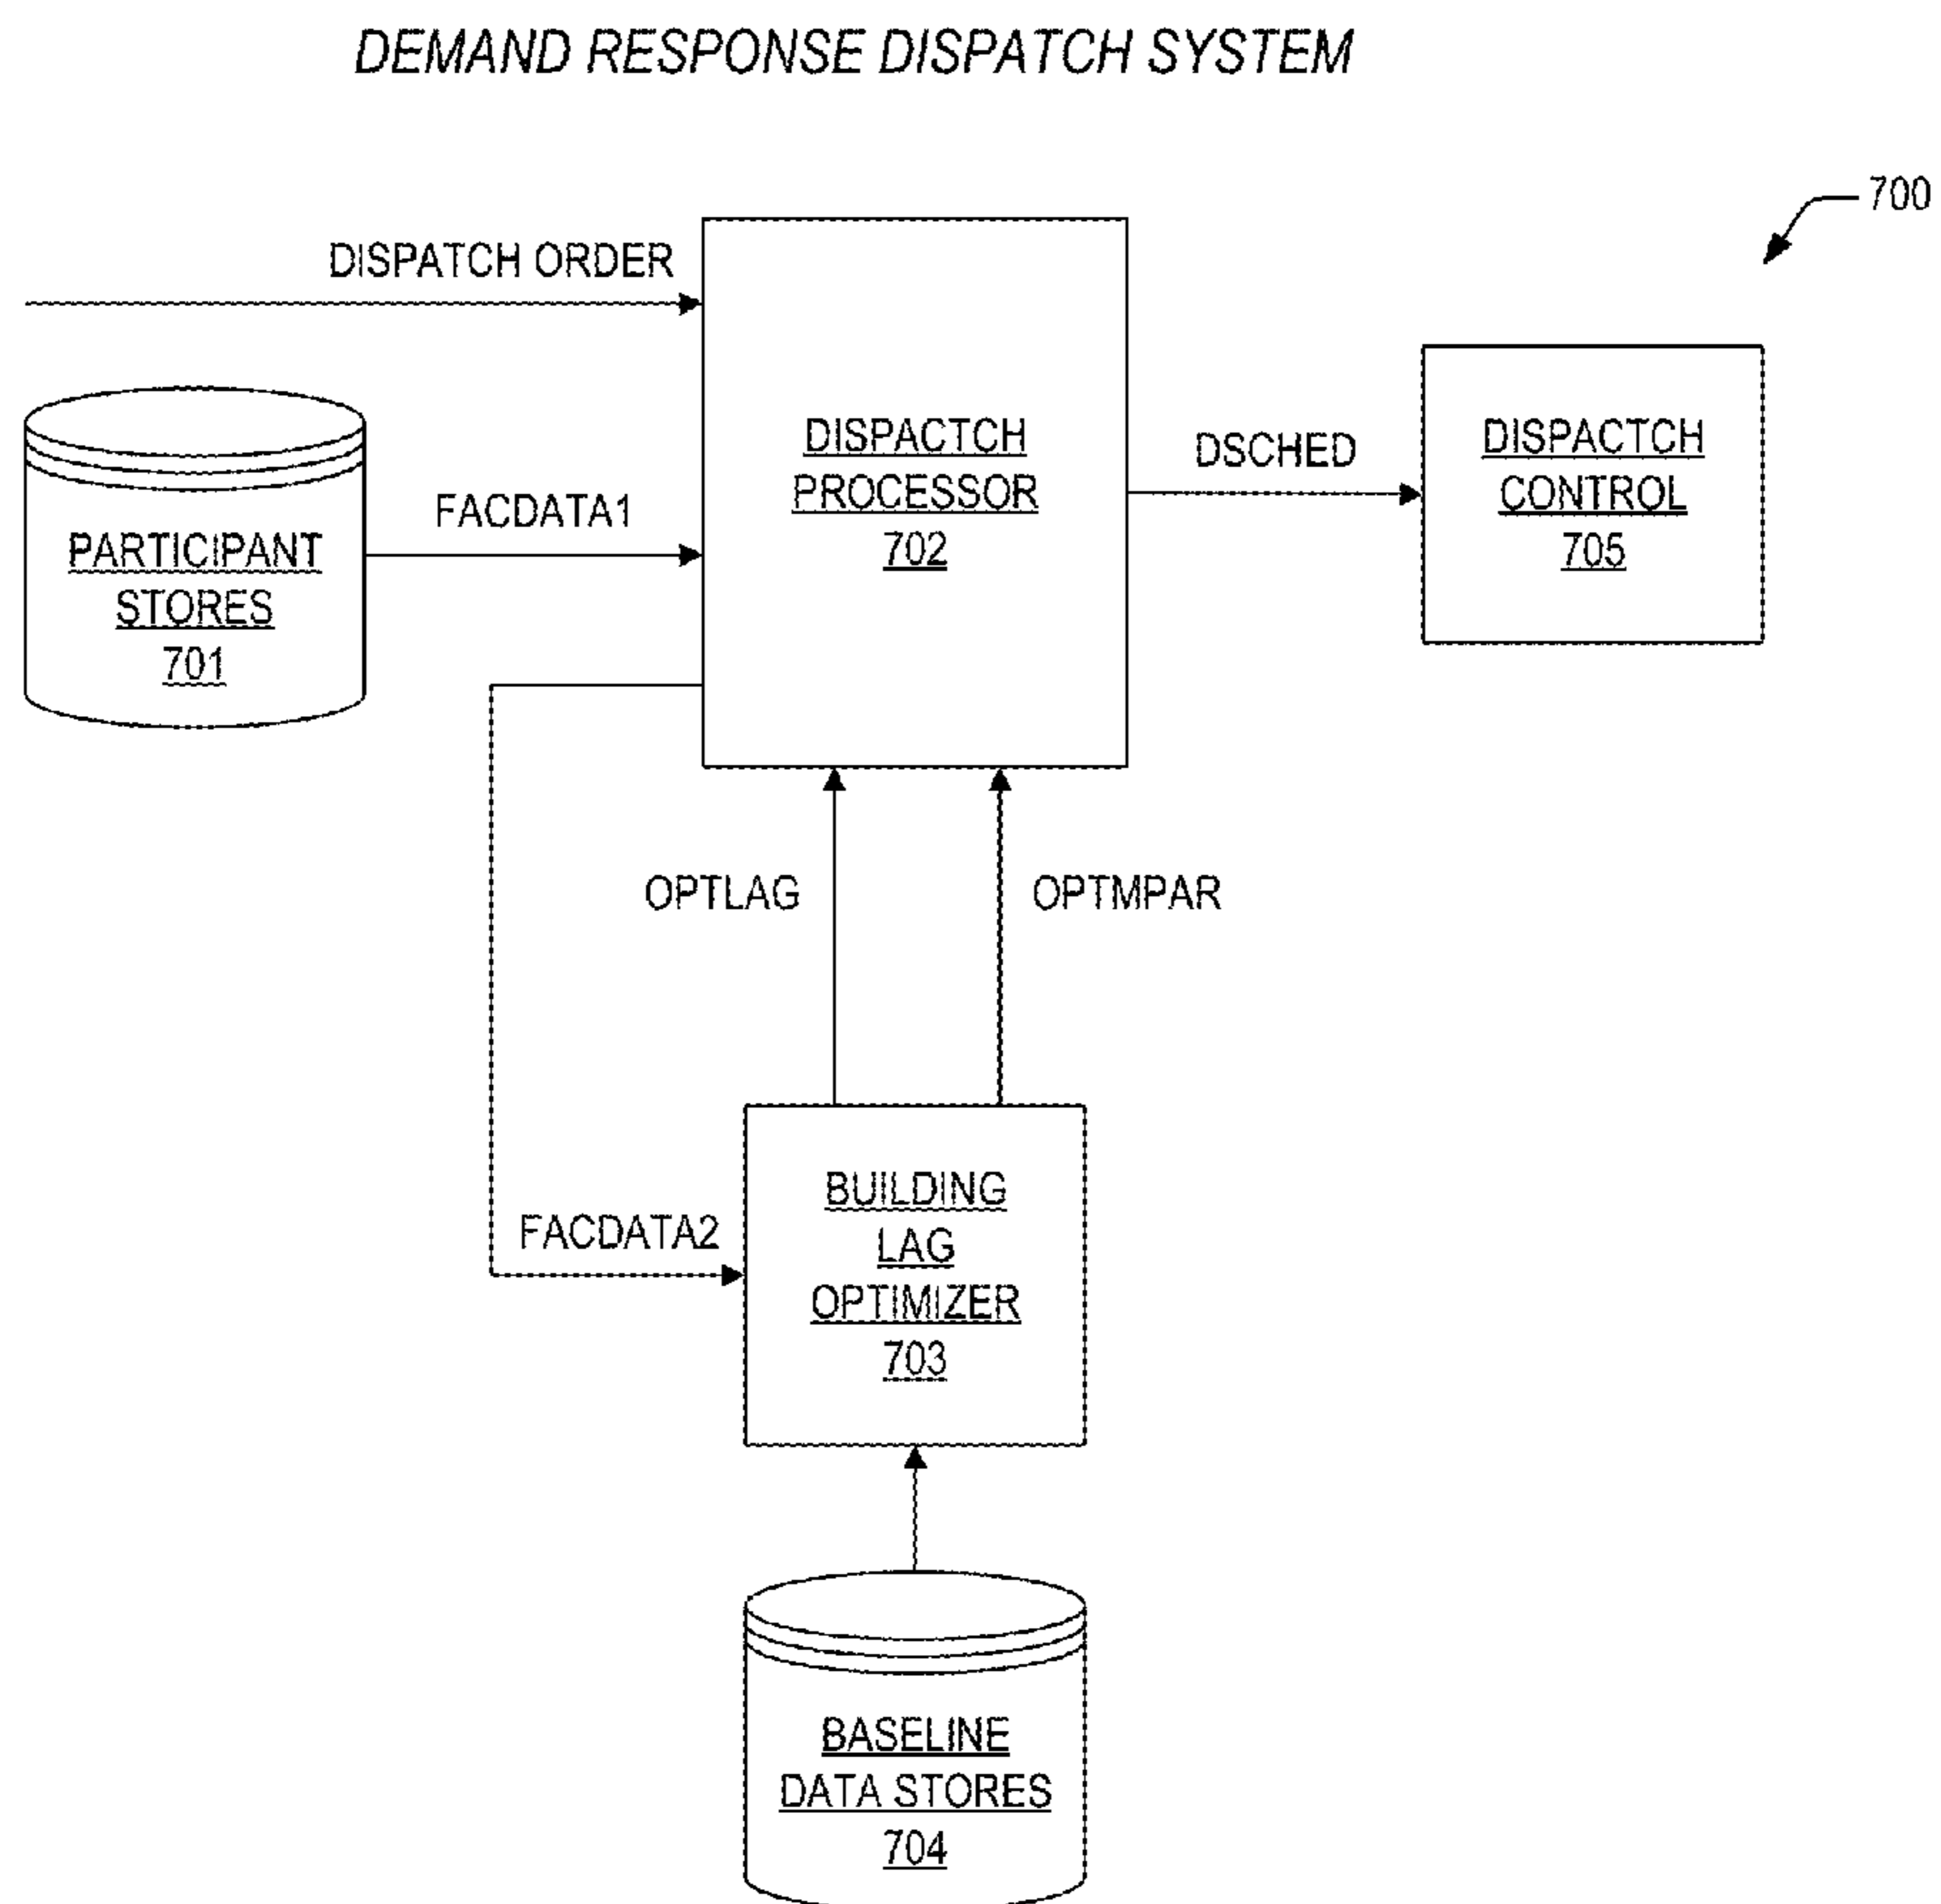 DEMAND RESPONSE DISPATCH SYSTEM
700
DISPATCH ORDER
PARTICIPANT
STORES
701
FACDATA1
DISPACTCH
PROCESSOR
702
DSCHED
DISPACTCH
CONTROL
705
OPTLAG
OPTMPAR
FACDATA2
BUILDING
LAG
OPTIMIZER
703
BASELINE
DATA STORES
704